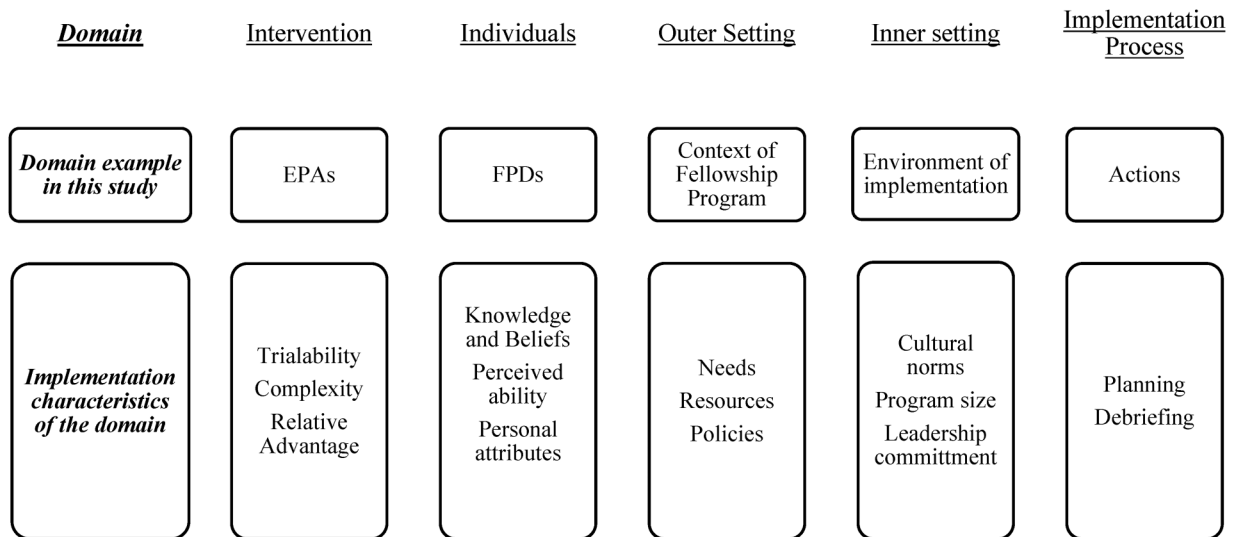 Domain
Intervention
Individuals
Outer Setting
Inner setting
Implementation
Process
Domain example
in this study
EPAs
FPDs
Context of
Fellowship
Program
Environment of
implementation
Actions
Implementation
characteristics
of the domain
Trialability
Complexity
Relative
Advantage
Knowledge
and Beliefs
Perceived
ability
Personal
attributes
Needs
Resources
Policies
Cultural
norms
Program size
Leadership
committment
Planning
Debriefing